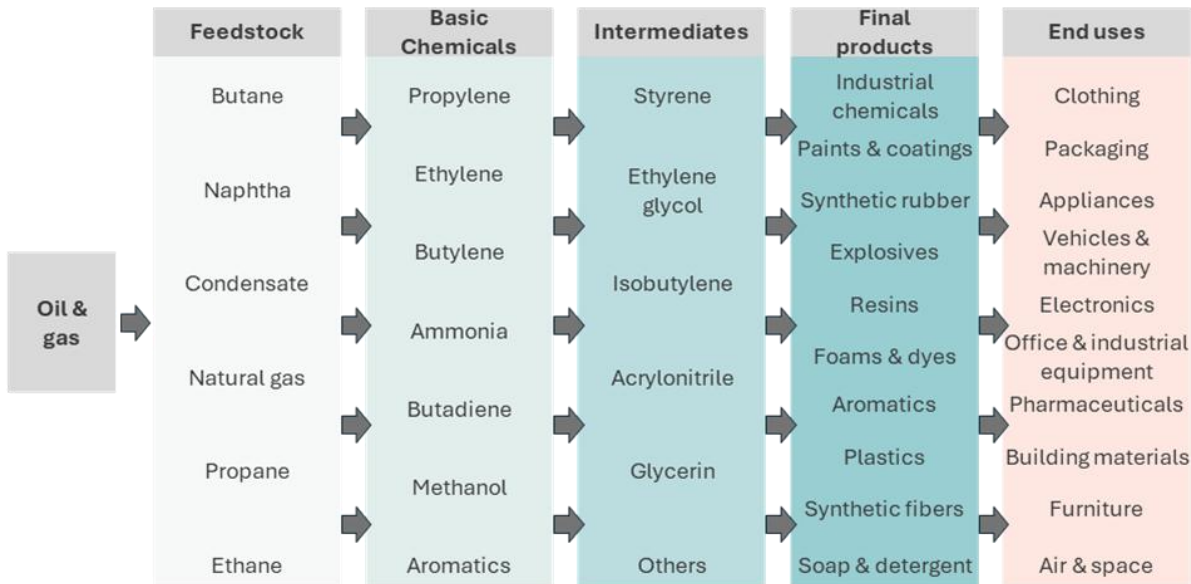 Oil &
gas
Feedstock
Butane
Naphtha
Condensate
Natural gas
Propane
Ethane
Basic
Chemicals
Propylene
Ethylene
Butylene
Ammonia
Butadiene
Methanol
Aromatics
Intermediates
Styrene
Ethylene
glycol
Isobutylene
Acrylonitrile
Glycerin
Others
Final
products
Industrial
chemicals
Paints & coatings
Synthetic rubber
Explosives
Resins
Foams & dyes
Aromatics
Plastics
Synthetic fibers
Soap & detergent
End uses
Clothing
Packaging
Appliances
Vehicles &
machinery
Electronics
Office & industrial
equipment
Pharmaceuticals
Building materials
Furniture
Air & space